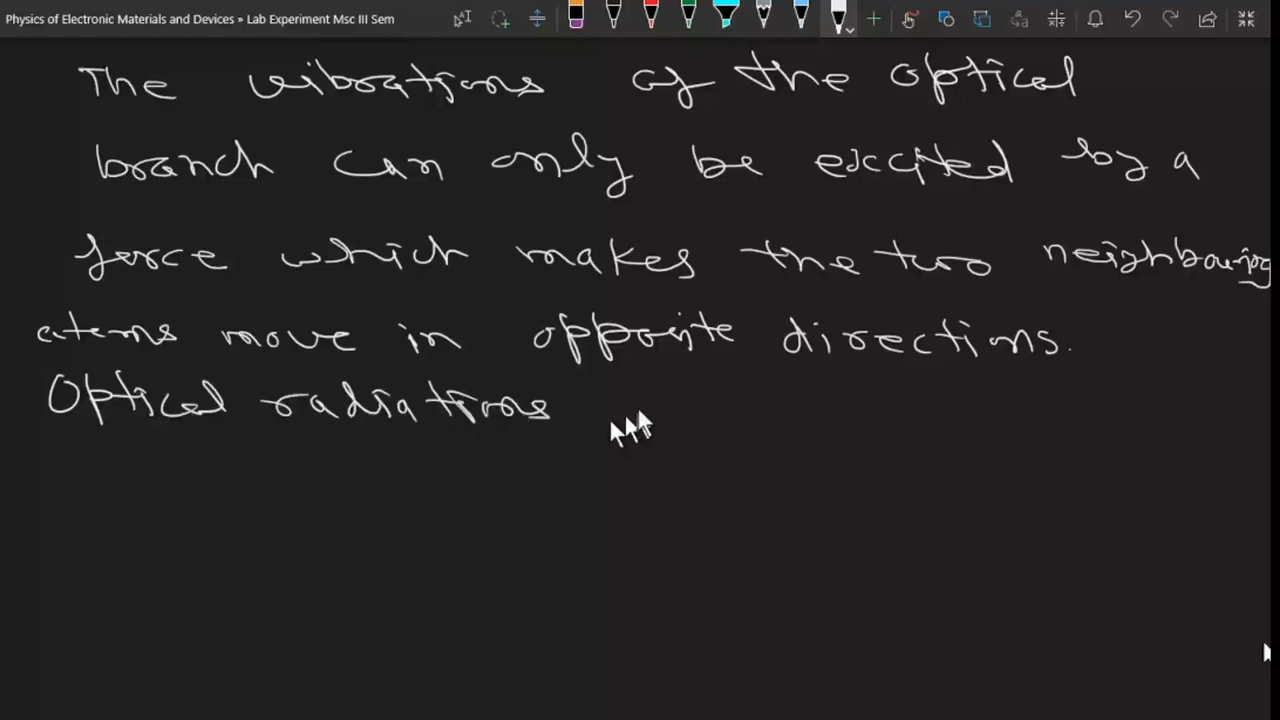 Physics of Electronic Materials and Devices » Lab Experiment Msc III Sem
The vibrations of the optical
branch can only be excited by a
force which makes the two neighbouring
atoms move in opposite directions.
Optical radiations